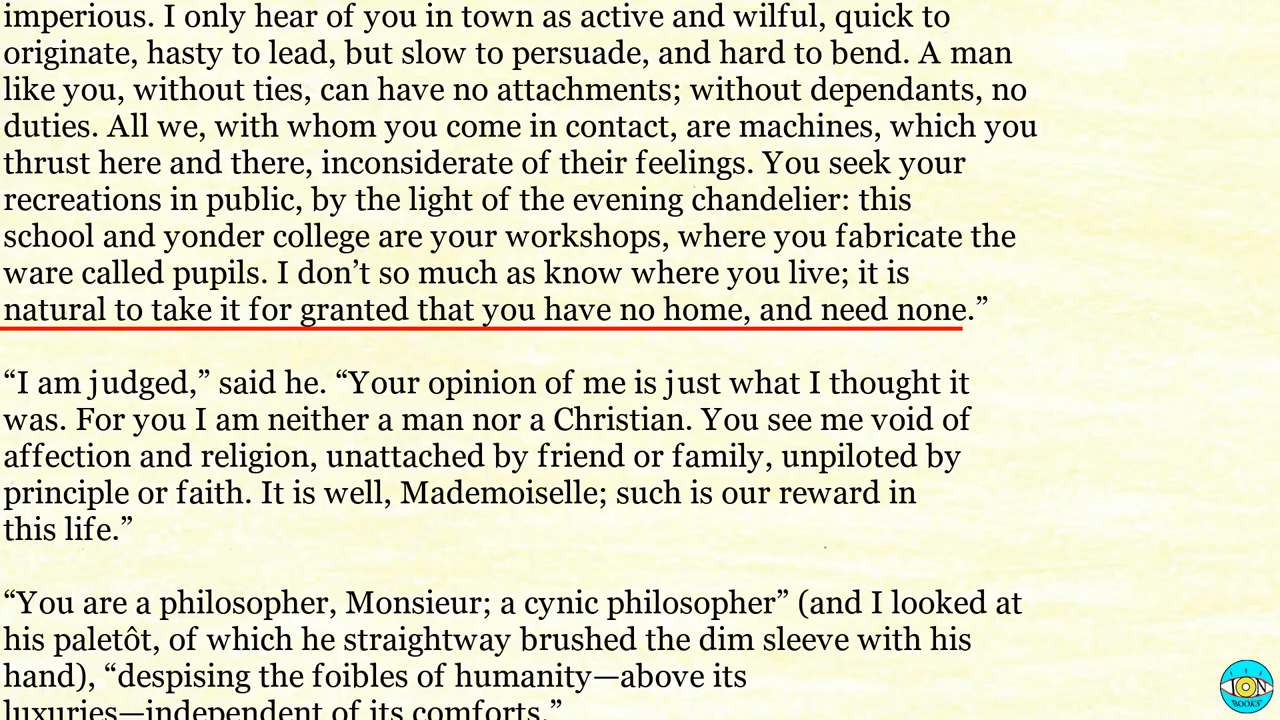 imperious. I only hear of you in town as active and wilful, quick to
originate, hasty to lead, but slow to persuade, and hard to bend. A man
like you, without ties, can have no attachments; without dependants, no
duties. All we, with whom you come in contact, are machines, which you
thrust here and there, inconsiderate of their feelings. You seek your
recreations in public, by the light of the evening chandelier: this
school and yonder college are your workshops, where you fabricate the
ware called pupils. I don’t so much as know where you live; it is
natural to take it for granted that you have no home, and need none.”
“I am judged,” said he. “Your opinion of me is just what I thought it
was. For you I am neither a man nor a Christian. You see me void of
affection and religion, unattached by friend or family, unpiloted by
principle or faith. It is well, Mademoiselle; such is our reward in
this life.”
“You are a philosopher, Monsieur; a cynic philosopher” (and I looked at
his paletôt, of which he straightway brushed the dim sleeve with his
hand), “despising the foibles of humanity—above its
luxuries—independent of its comforts.”
ION
BOOKS